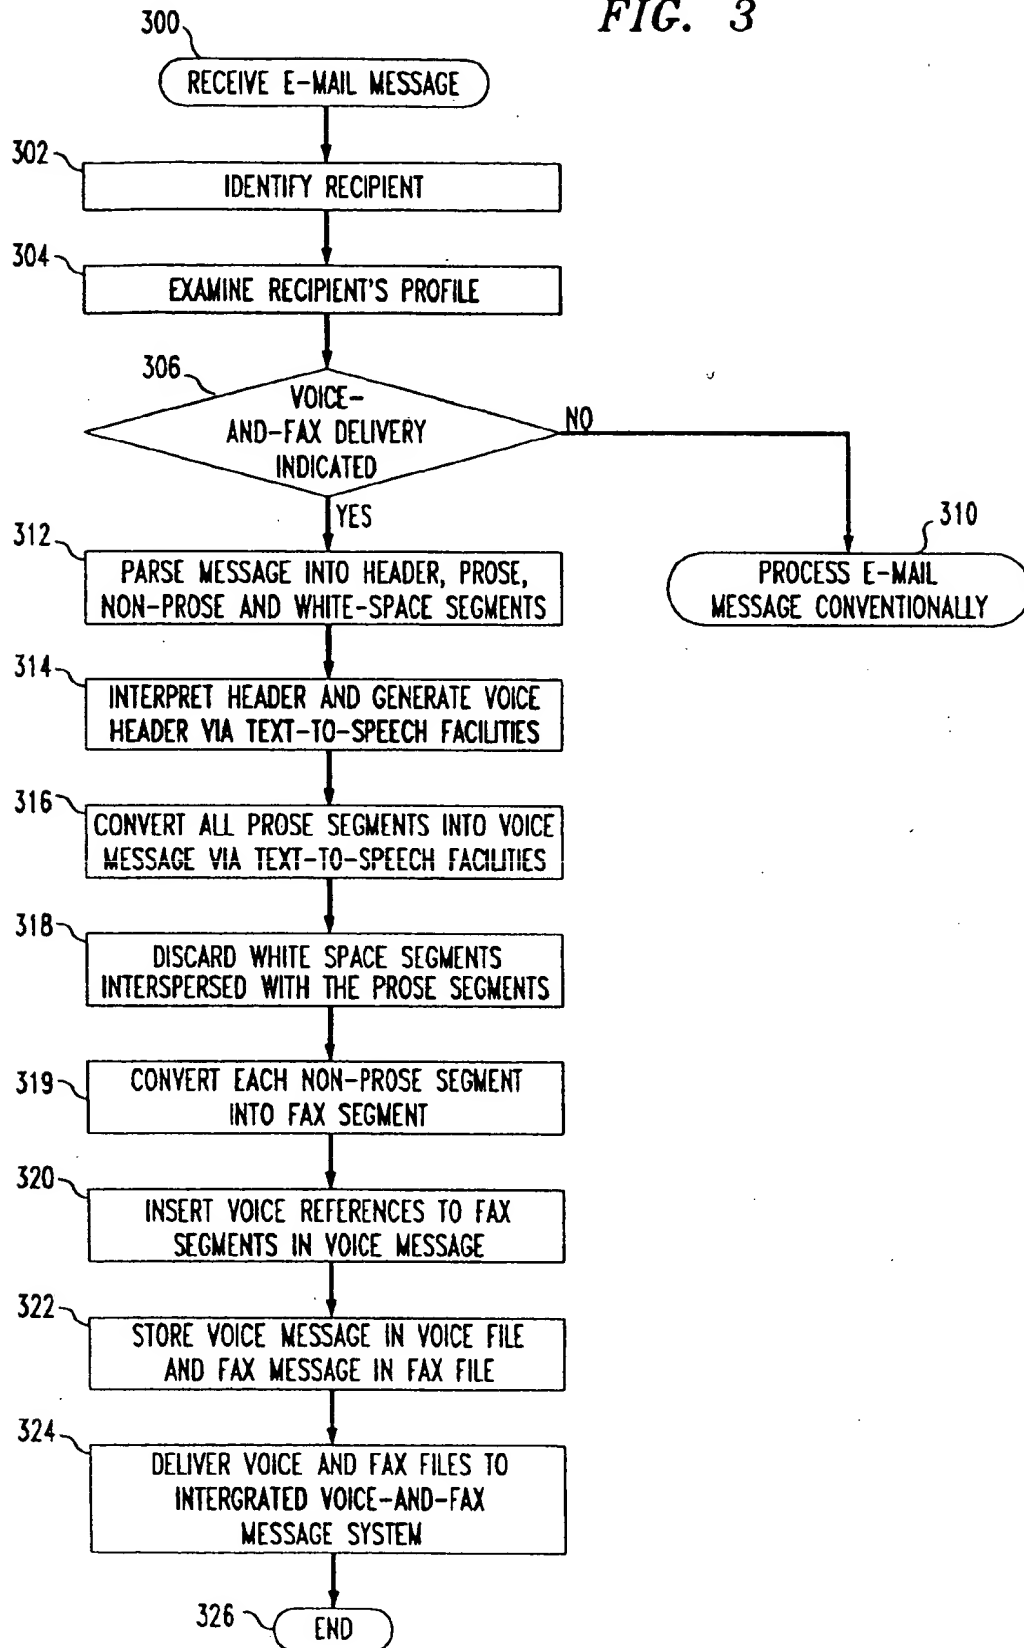 FIG. 3
300
RECEIVE E-MAIL MESSAGE
302
IDENTIFY RECIPIENT
304
EXAMINE RECIPIENT'S PROFILE
306
VOICE-
AND-FAX DELIVERY
INDICATED
NO
YES
310
PROCESS E-MAIL
MESSAGE CONVENTIONALLY
312
PARSE MESSAGE INTO HEADER, PROSE,
NON-PROSE AND WHITE-SPACE SEGMENTS
314
INTERPRET HEADER AND GENERATE VOICE
HEADER VIA TEXT-TO-SPEECH FACILITIES
316
CONVERT ALL PROSE SEGMENTS INTO VOICE
MESSAGE VIA TEXT-TO-SPEECH FACILITIES
318
DISCARD WHITE SPACE SEGMENTS
INTERSPERSED WITH THE PROSE SEGMENTS
319
CONVERT EACH NON-PROSE SEGMENT
INTO FAX SEGMENT
320
INSERT VOICE REFERENCES TO FAX
SEGMENTS IN VOICE MESSAGE
322
STORE VOICE MESSAGE IN VOICE FILE
AND FAX MESSAGE IN FAX FILE
324
DELIVER VOICE AND FAX FILES TO
INTERGRATED VOICE-AND-FAX
MESSAGE SYSTEM
326
END